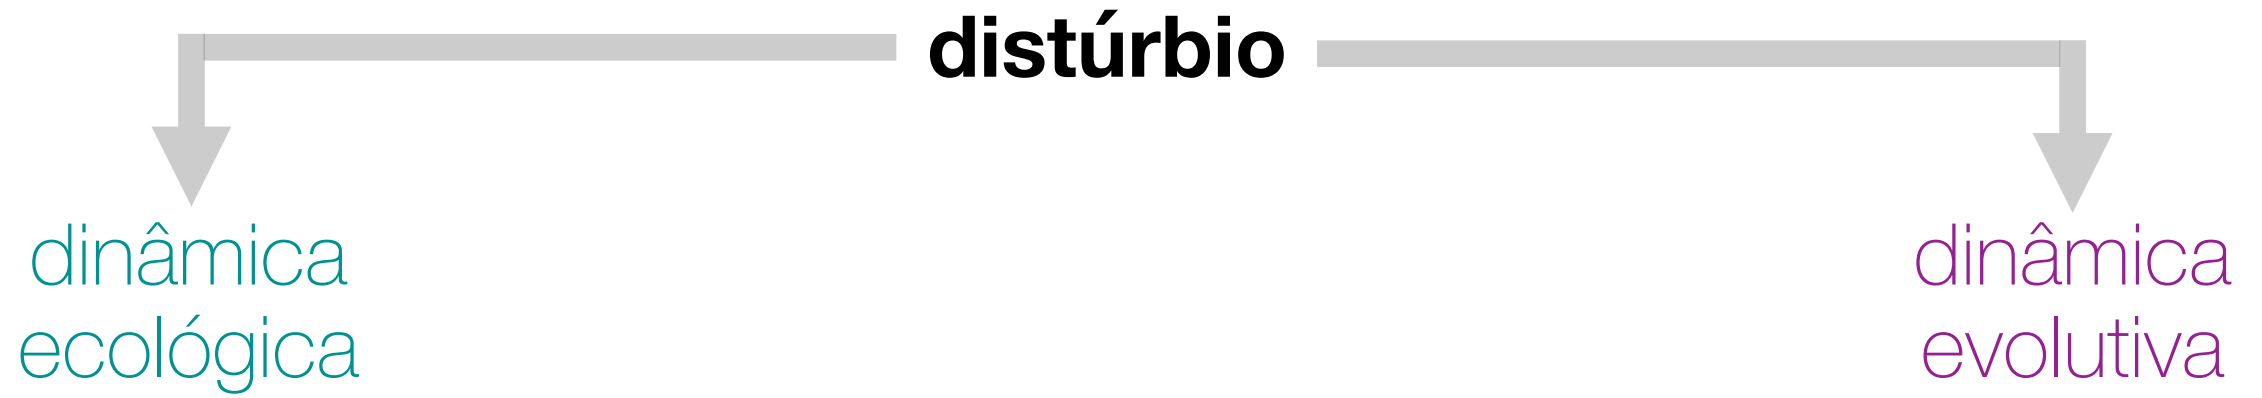 distúrbio
dinâmica
ecológica
dinâmica
evolutiva